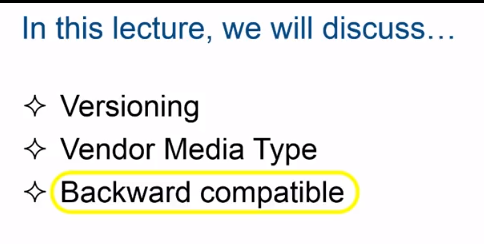 In this lecture, we will discuss…
✧ Versioning
✧ Vendor Media Type
✧ Backward compatible